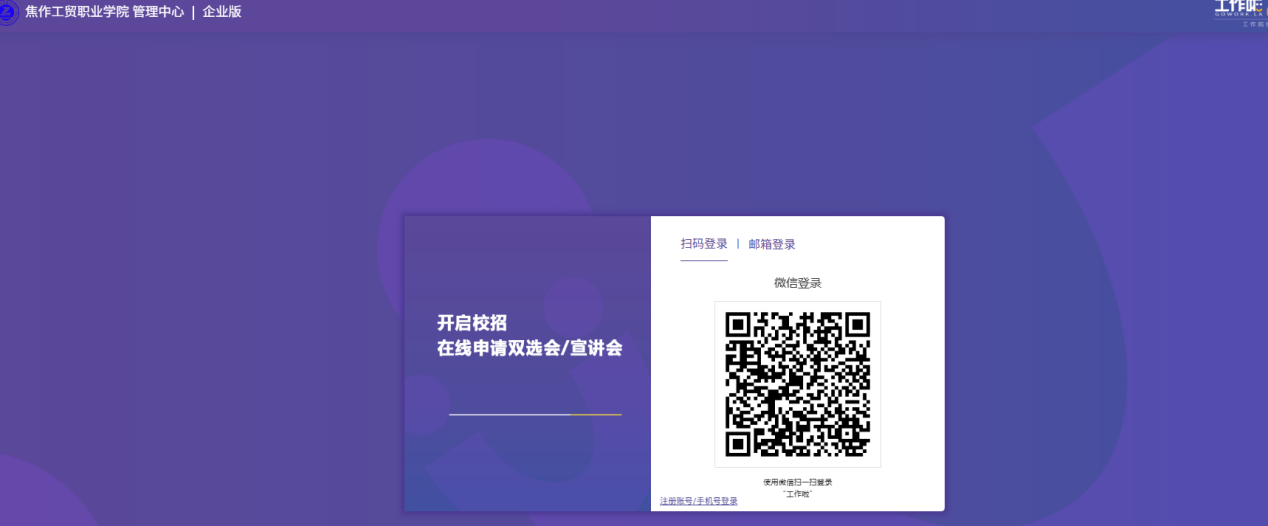 焦作工贸职业学院 管理中心 | 企业版
工作啦
GOWORK.LA
扫码登录 | 邮箱登录
微信登录
开启校招
在线申请双选会/宣讲会
使用微信扫一扫登录
"工作啦"
注册账号/手机号登录